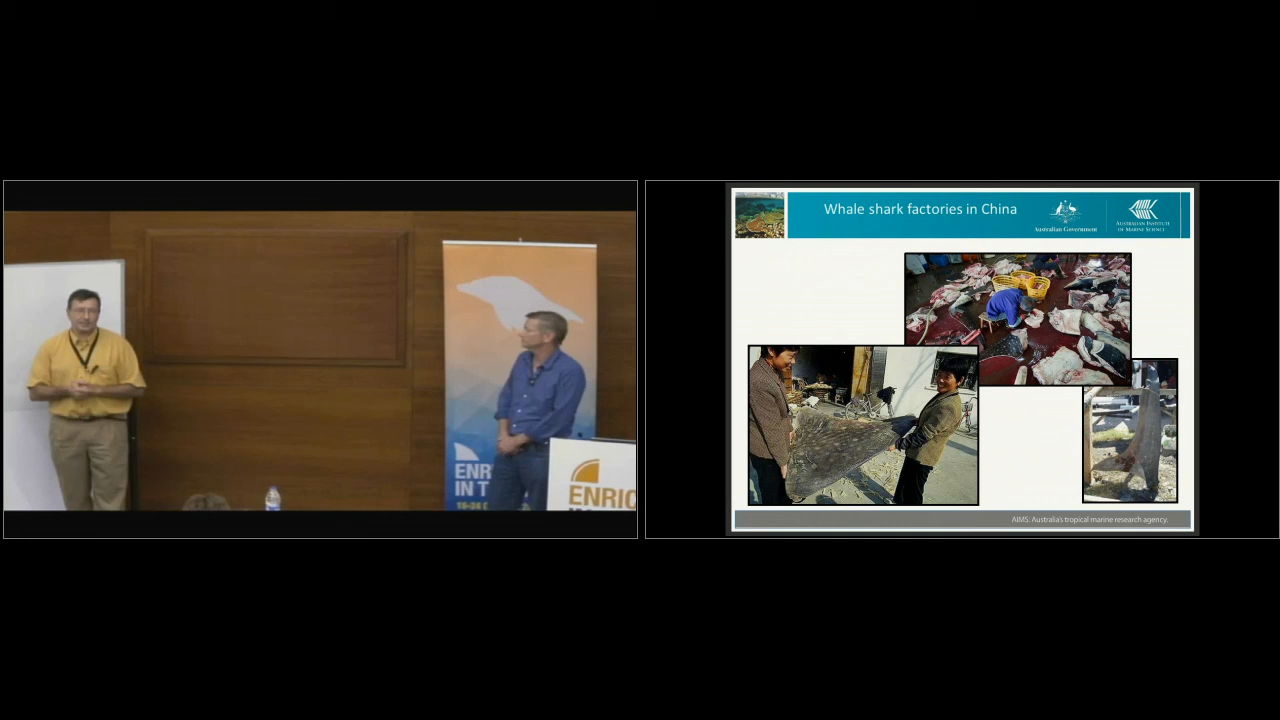 ENR
IN T
ENRIC
Whale shark factories in China
Australian Government
AUSTRALIAN INSTITUTE
OF MARINE SCIENCE
AIMS: Australia's tropical marine research agency.